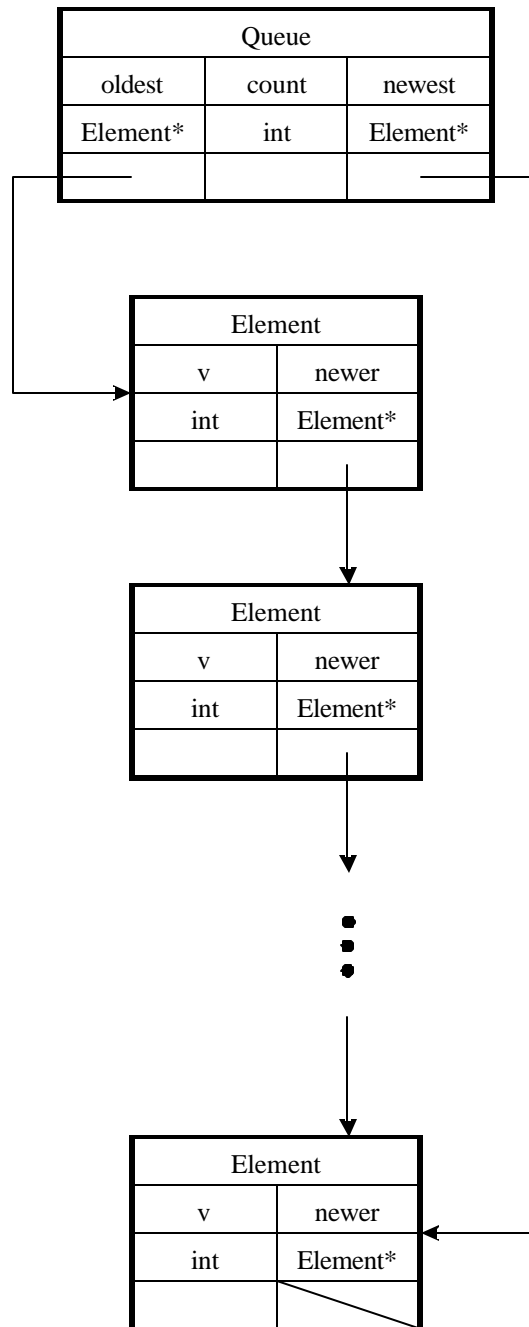 Queue
oldest count newest
Element* int Element*
Element
v newer
int Element*
Element
v newer
int Element*
Element
v newer
int Element*